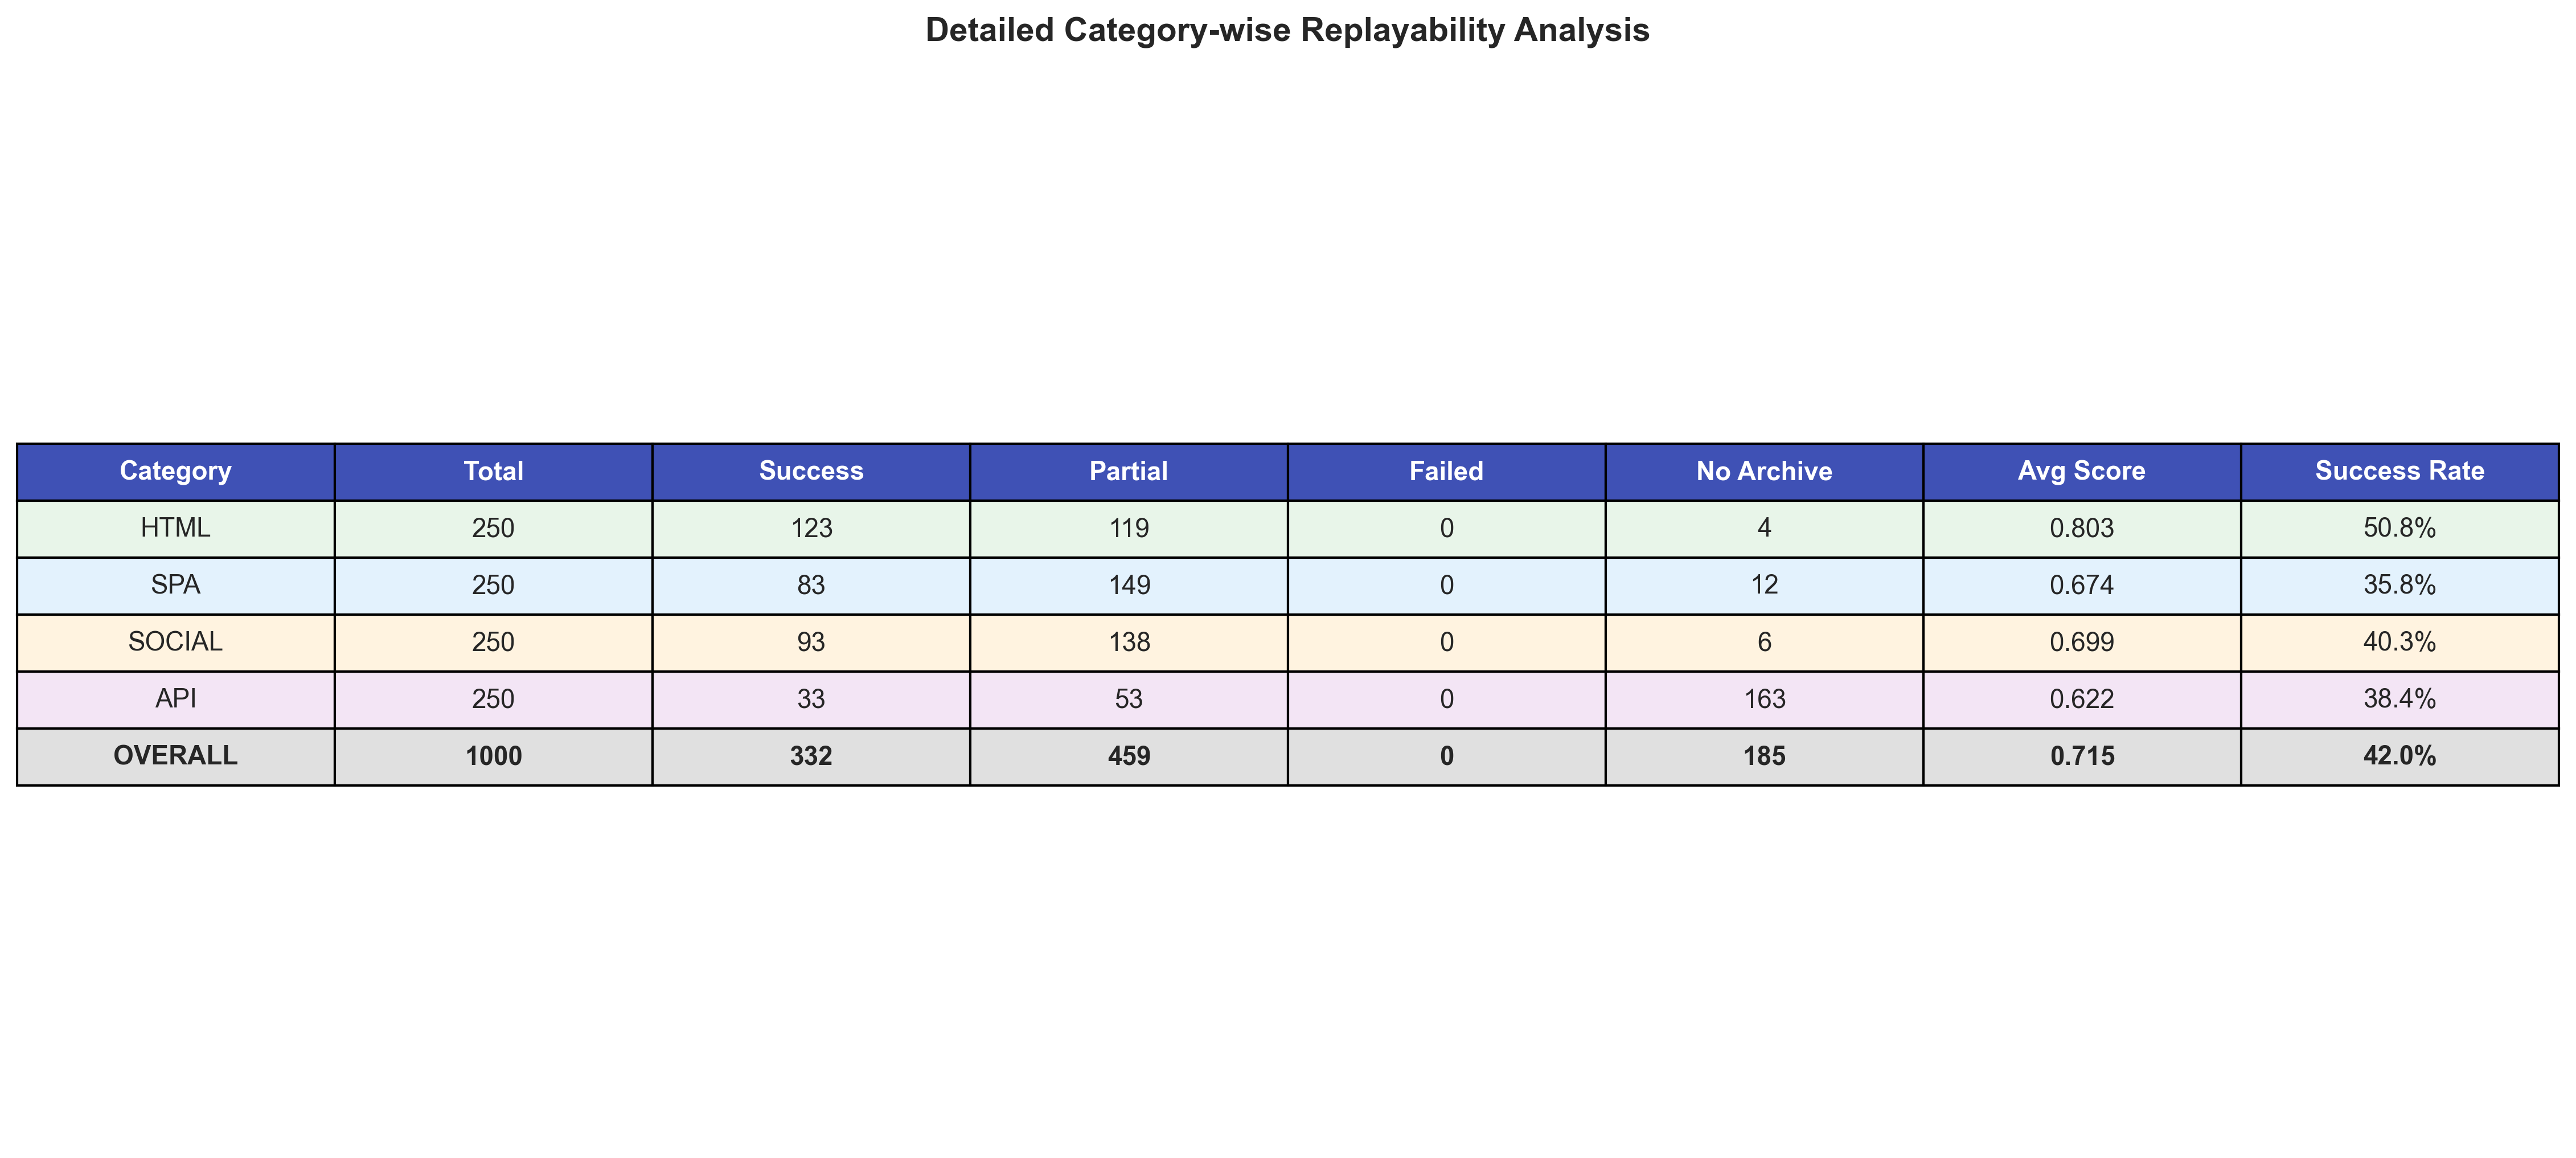 Detailed Category-wise Replayability Analysis
Category Total Success Partial Failed No Archive Avg Score Success Rate
HTML 250 123 119 0 4 0.803 50.8%
SPA 250 83 149 0 12 0.674 35.8%
SOCIAL 250 93 138 0 6 0.699 40.3%
API 250 33 53 0 163 0.622 38.4%
OVERALL 1000 332 459 0 185 0.715 42.0%